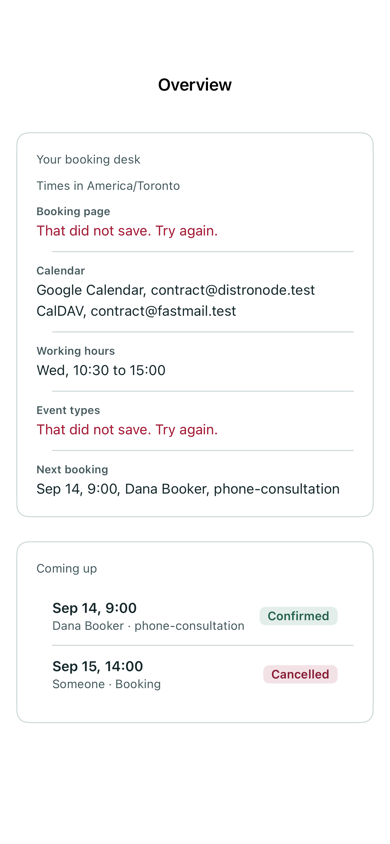 Overview
Your booking desk
Times in America/Toronto
Booking page
That did not save. Try again.
Calendar
Google Calendar, contract@distronode.test
CalDAV, contract@fastmail.test
Working hours
Wed, 10:30 to 15:00
Event types
That did not save. Try again.
Next booking
Sep 14, 9:00, Dana Booker, phone-consultation
Coming up
Sep 14, 9:00
Dana Booker · phone-consultation
Confirmed
Sep 15, 14:00
Someone · Booking
Cancelled